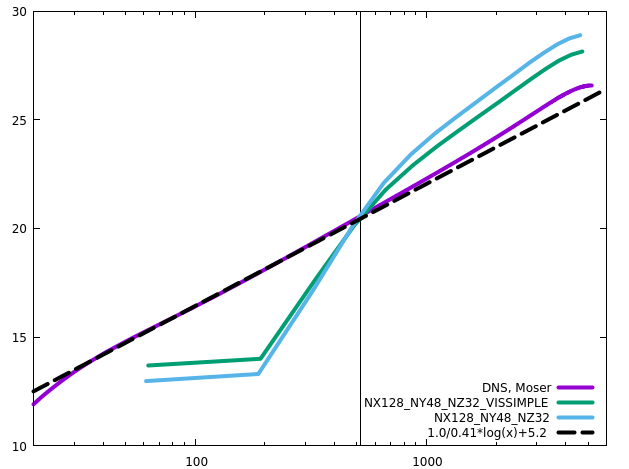 30
25
20
15
10
100
1000
DNS, Moser
NX128_NY48_NZ32_VISSIMPLE
NX128_NY48_NZ32
1.0/0.41*log(x)+5.2